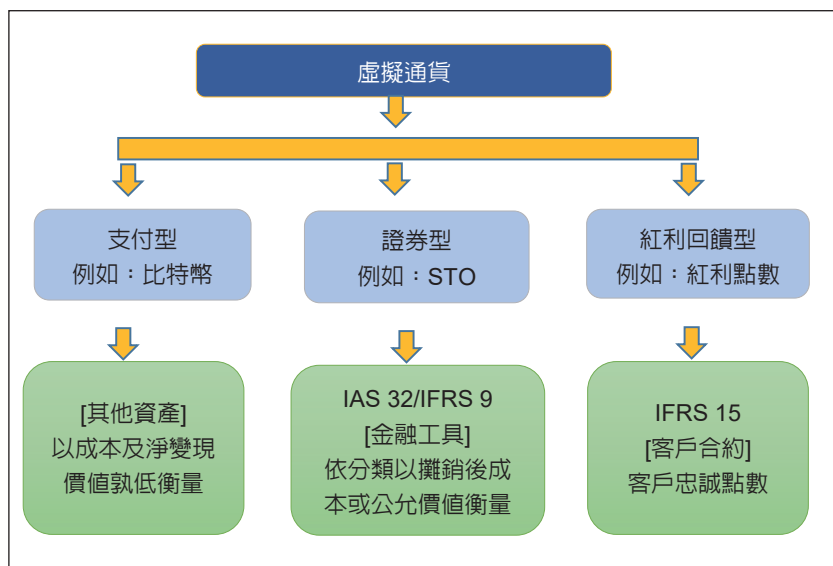 虛擬通貨
支付型
例如：比特幣
證券型
例如：STO
紅利回饋型
例如：紅利點數
[其他資產]
以成本及淨變現
價值孰低衡量
IAS 32/IFRS 9
[金融工具]
依分類以攤銷後成
本或公允價值衡量
IFRS 15
[客戶合約]
客戶忠誠點數